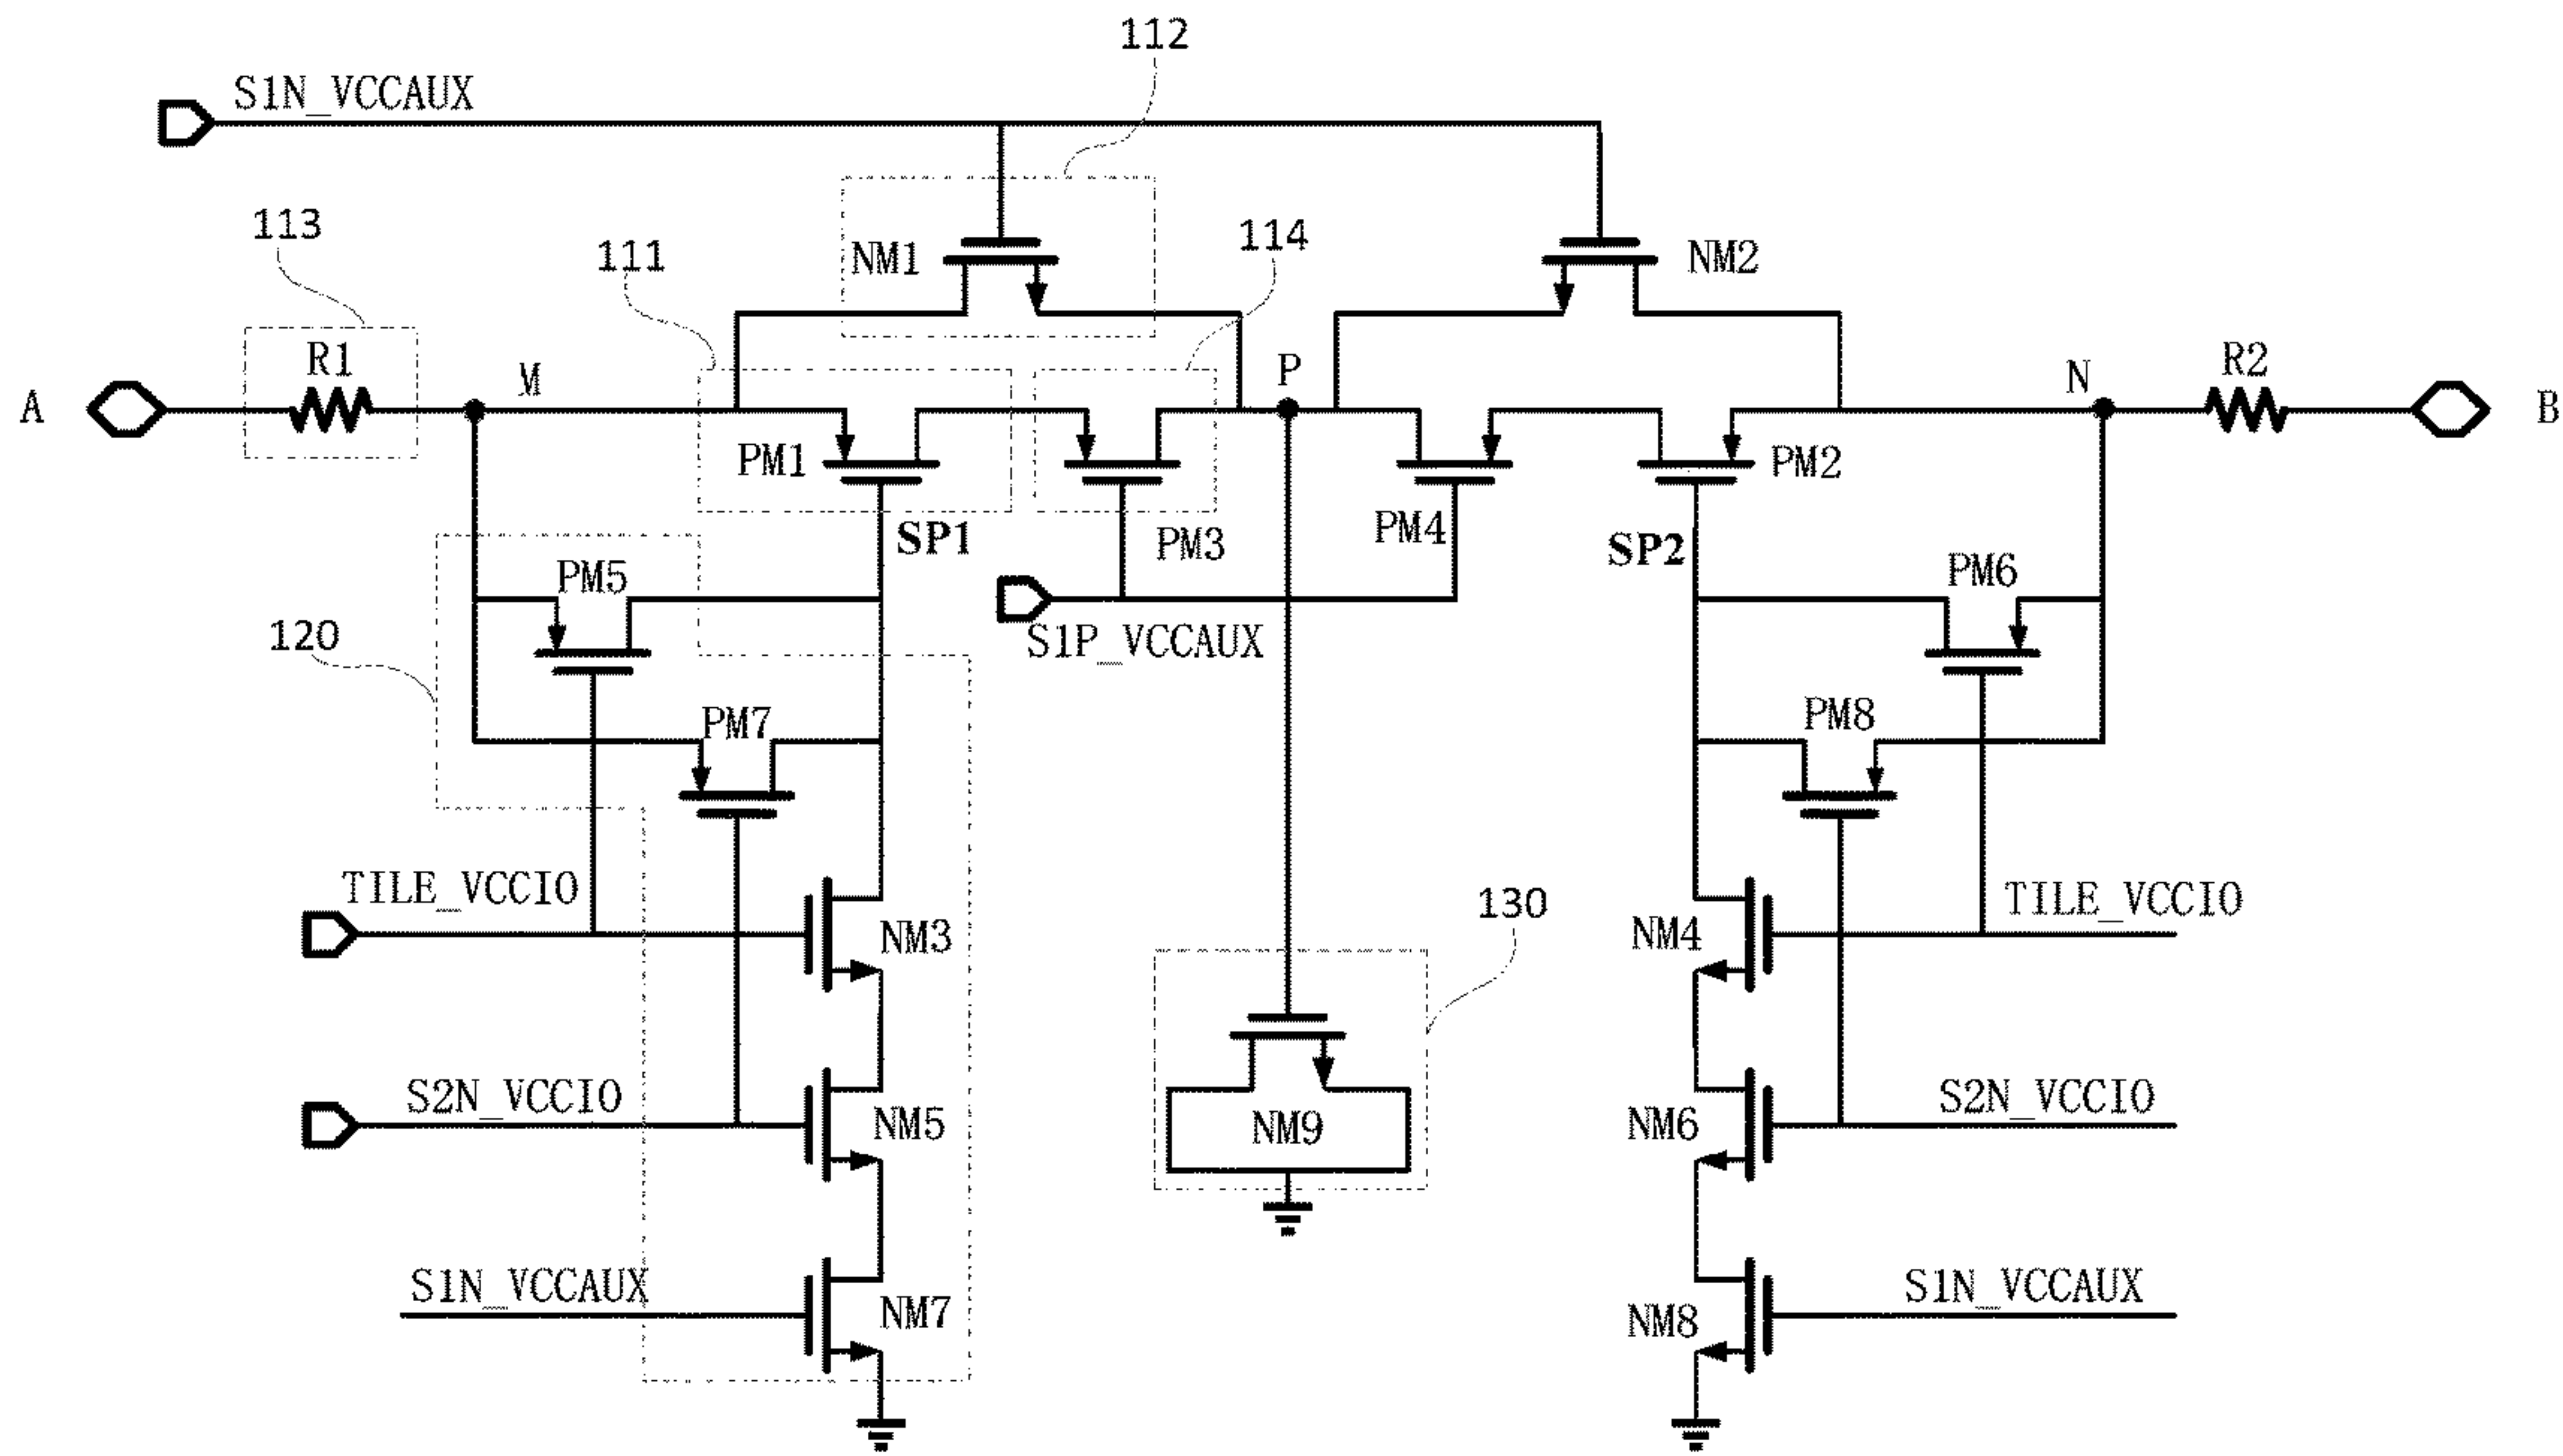 112
S1N_VCCAUX
113
111
NM1
114
NM2
R1
M
P
N
R2
A
B
PM1
PM2
SP1
PM3
PM4
SP2
PM5
PM6
120
S1P_VCCAUX
PM7
PM8
TILE_VCCIO
130
TILE_VCCIO
NM3
NM4
S2N_VCCIO
NM5
NM9
NM6
S2N_VCCIO
S1N_VCCAUX
NM7
NM8
S1N_VCCAUX